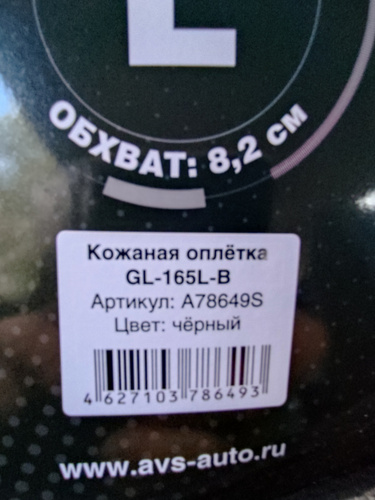 L
ОБХВАТ: 8,2 см
Кожаная оплётка
GL-165L-B
Артикул: A78649S
Цвет: чёрный
4 627103 786493
www.avs-auto.ru